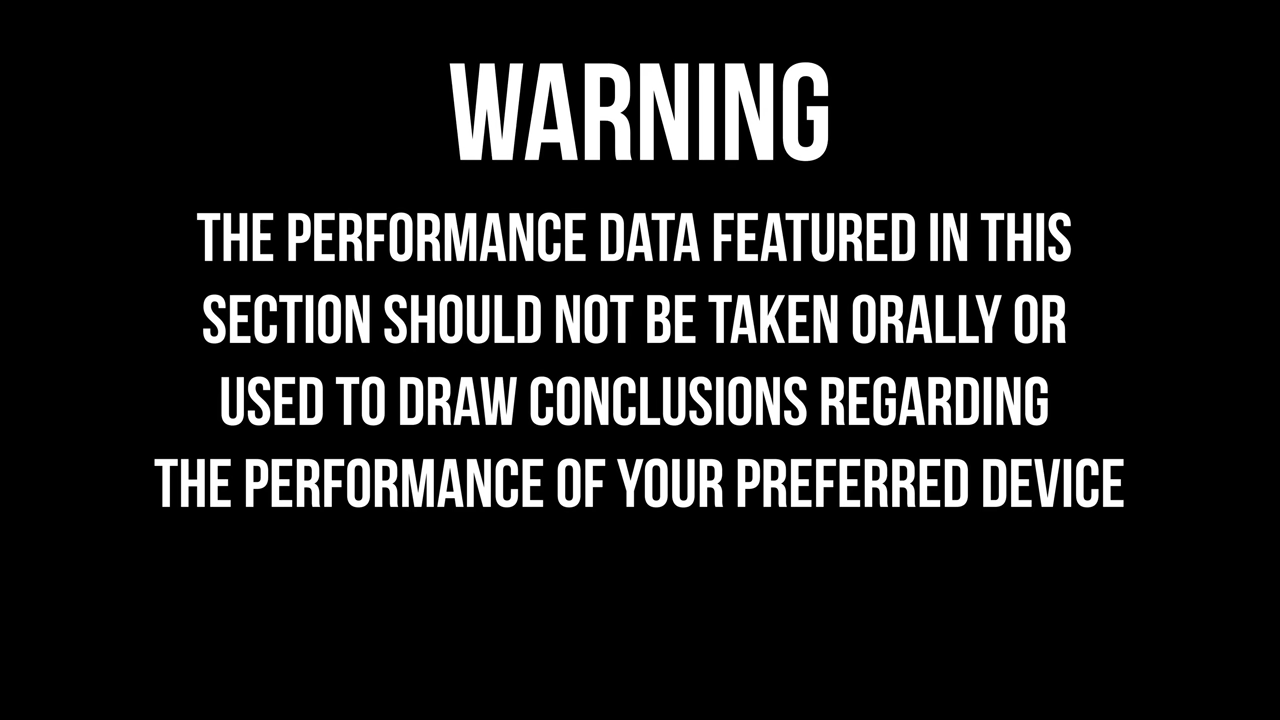 WARNING
THE PERFORMANCE DATA FEATURED IN THIS
SECTION SHOULD NOT BE TAKEN ORALLY OR
USED TO DRAW CONCLUSIONS REGARDING
THE PERFORMANCE OF YOUR PREFERRED DEVICE